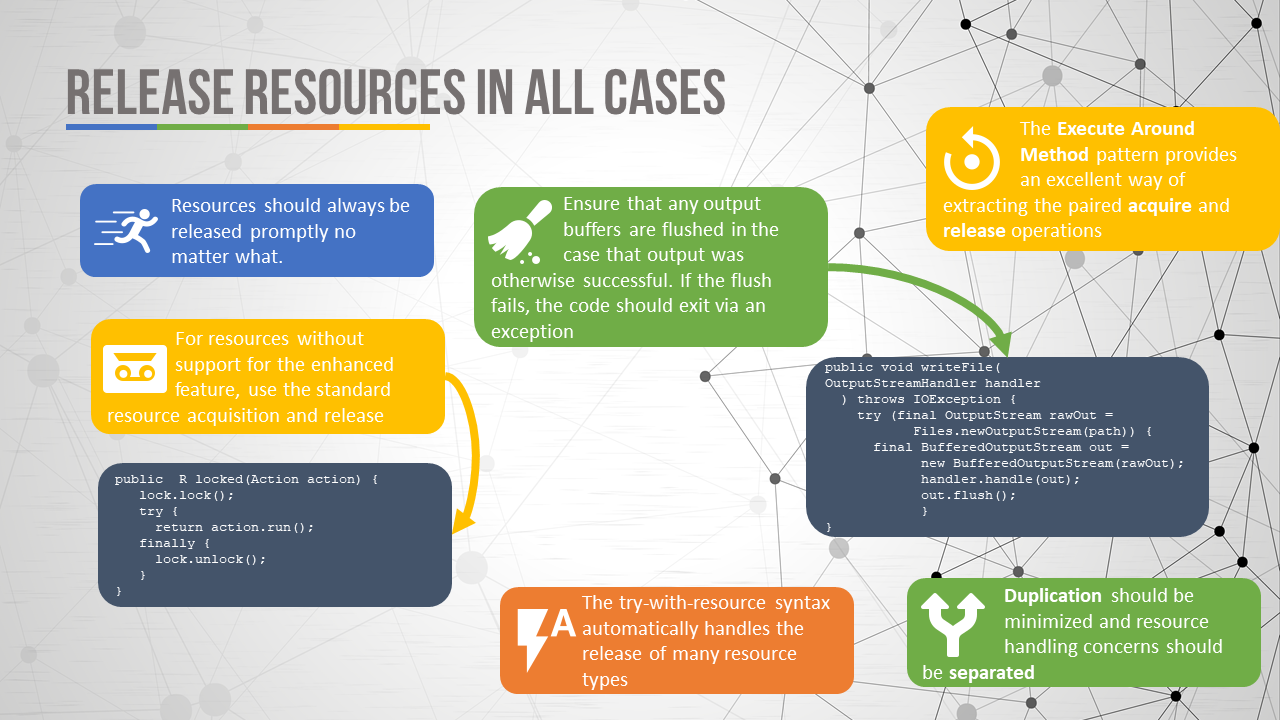 RELEASE RESOURCES IN ALL CASES
Resources should always be
released promptly no
matter what.
For resources without
support for the enhanced
feature, use the standard
resource acquisition and release
public  R locked(Action action) {
   lock.lock();
   try {
     return action.run();
   finally {
     lock.unlock();
   }
}
Ensure that any output
buffers are flushed in the
case that output was
otherwise successful. If the flush
fails, the code should exit via an
exception
The try-with-resource syntax
automatically handles the
release of many resource
types
A
The Execute Around
Method pattern provides
an excellent way of
extracting the paired acquire and
release operations
public void writeFile(
OutputStreamHandler handler
  ) throws IOException {
    try (final OutputStream rawOut =
           Files.newOutputStream(path)) {
      final BufferedOutputStream out =
            new BufferedOutputStream(rawOut);
            handler.handle(out);
            out.flush();
            }
}
Duplication should be
minimized and resource
handling concerns should
be separated